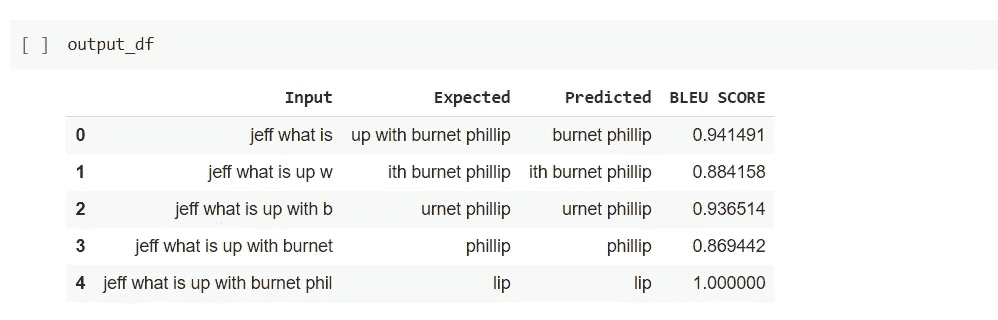 [ ] output_df
Input Expected Predicted BLEU SCORE
0 jeff what is up with burnet phillip burnet phillip 0.941491
1 jeff what is up w ith burnet phillip ith burnet phillip 0.884158
2 jeff what is up with b urnet phillip urnet phillip 0.936514
3 jeff what is up with burnet phillip phillip 0.869442
4 jeff what is up with burnet phil lip lip 1.000000